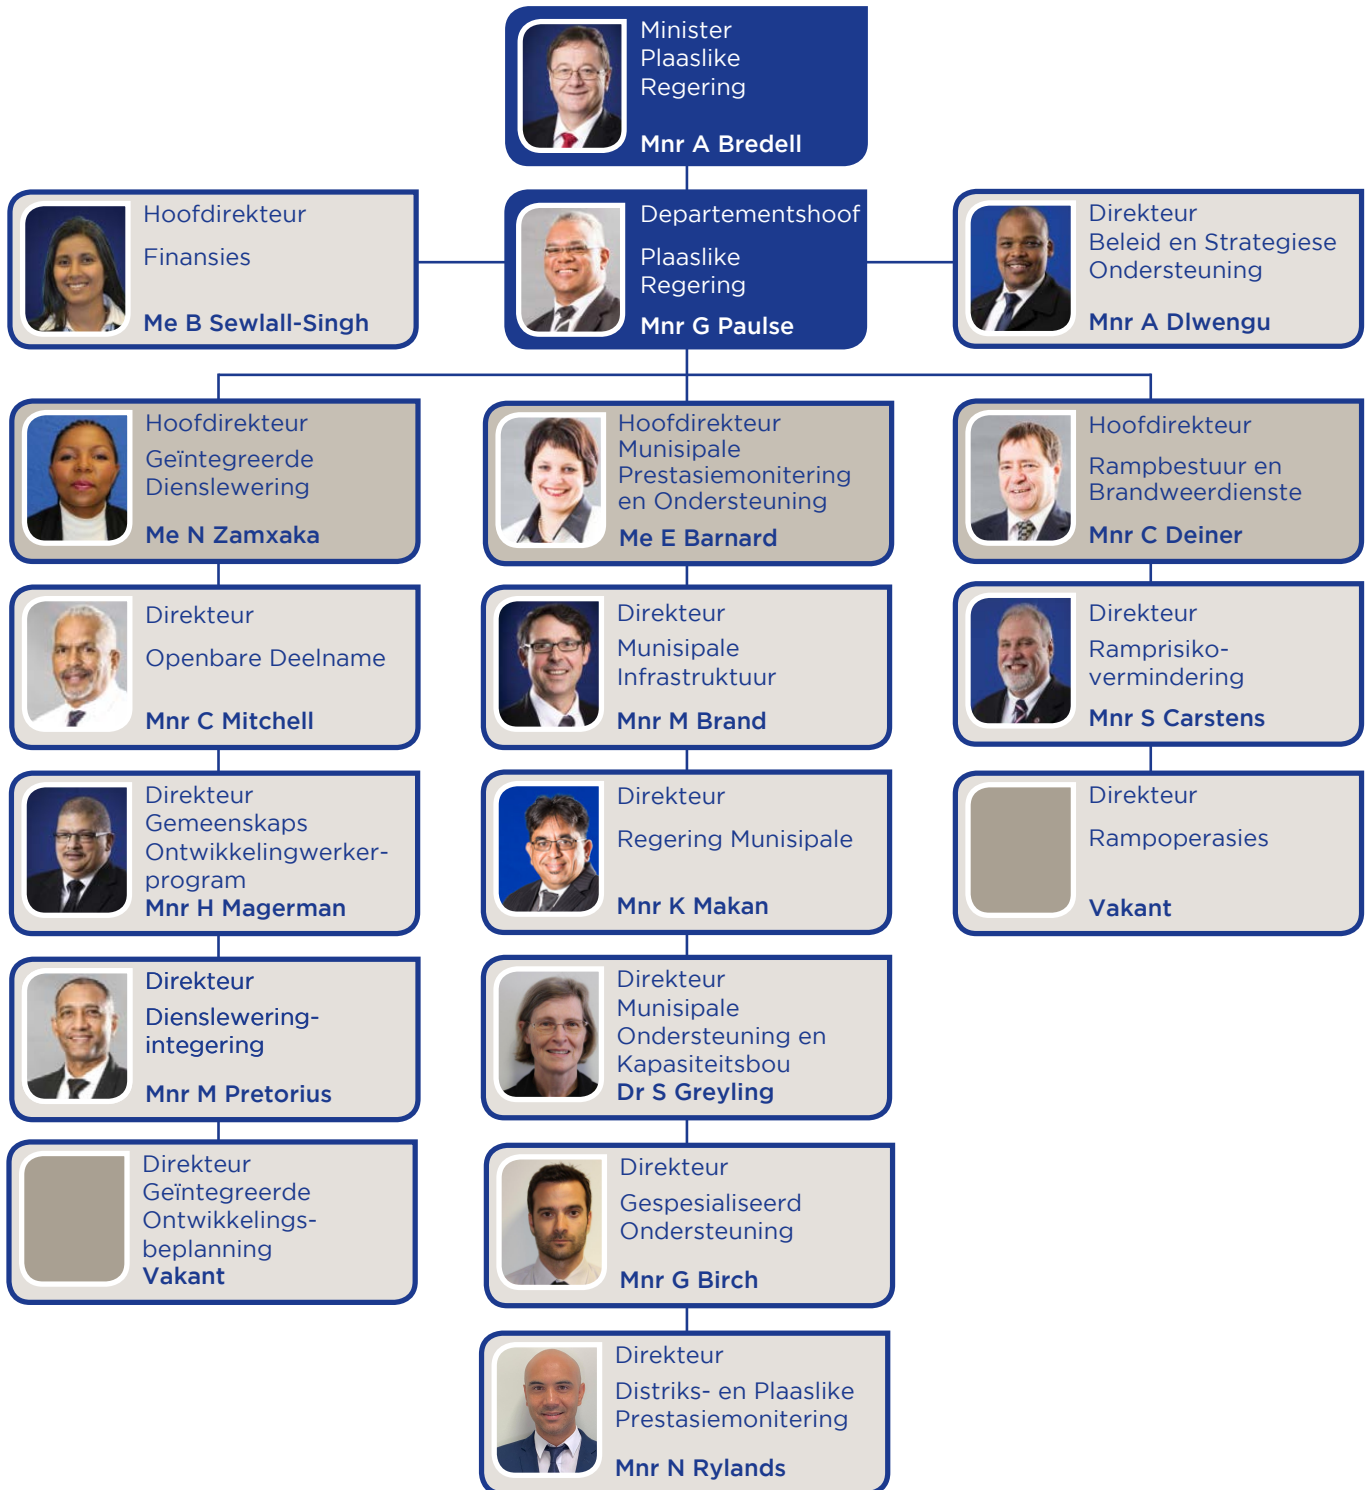 Minister
Plaaslike
Regering
Mnr A Bredell
Hoofdirekteur
Finansies
Me B Sewlall-Singh
Departementshoof
Plaaslike
Regering
Mnr G Paulse
Direkteur
Beleid en Strategiese
Ondersteuning
Mnr A Dlwengu
Hoofdirekteur
Geïntegreerde
Dienslewering
Me N Zamxaka
Direkteur
Openbare Deelname
Mnr C Mitchell
Direkteur
Gemeenskaps
Ontwikkelingwerker-
program
Mnr H Magerman
Direkteur
Dienslewering-
integering
Mnr M Pretorius
Direkteur
Geïntegreerde
Ontwikkelings-
beplanning
Vakant
Hoofdirekteur
Munisipale
Prestasiemonitering
en Ondersteuning
Me E Barnard
Direkteur
Munisipale
Infrastruktuur
Mnr M Brand
Direkteur
Regering Munisipale
Mnr K Makan
Direkteur
Munisipale
Ondersteuning en
Kapasiteitsbou
Dr S Greyling
Direkteur
Gespesialiseerd
Ondersteuning
Mnr G Birch
Direkteur
Distriks- en Plaaslike
Prestasiemonitering
Mnr N Rylands
Hoofdirekteur
Rampbestuur en
Brandweerdienste
Mnr C Deiner
Direkteur
Ramprisiko-
vermindering
Mnr S Carstens
Direkteur
Rampoperasies
Vakant